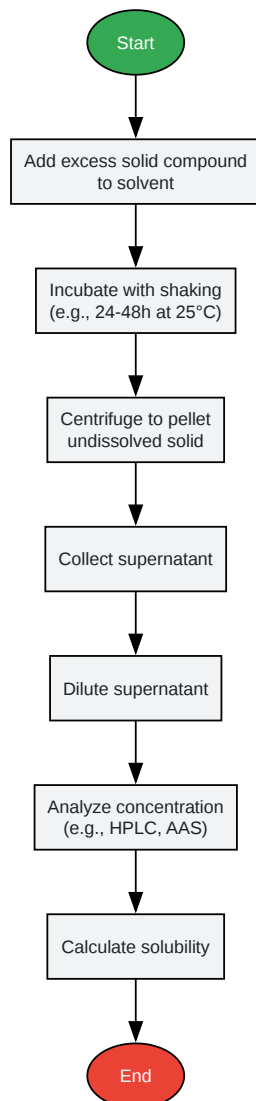 Start
Add excess solid compound
to solvent
Incubate with shaking
(e.g., 24-48h at 25°C)
Centrifuge to pellet
undissolved solid
Collect supernatant
Dilute supernatant
Analyze concentration
(e.g., HPLC, AAS)
Calculate solubility
End